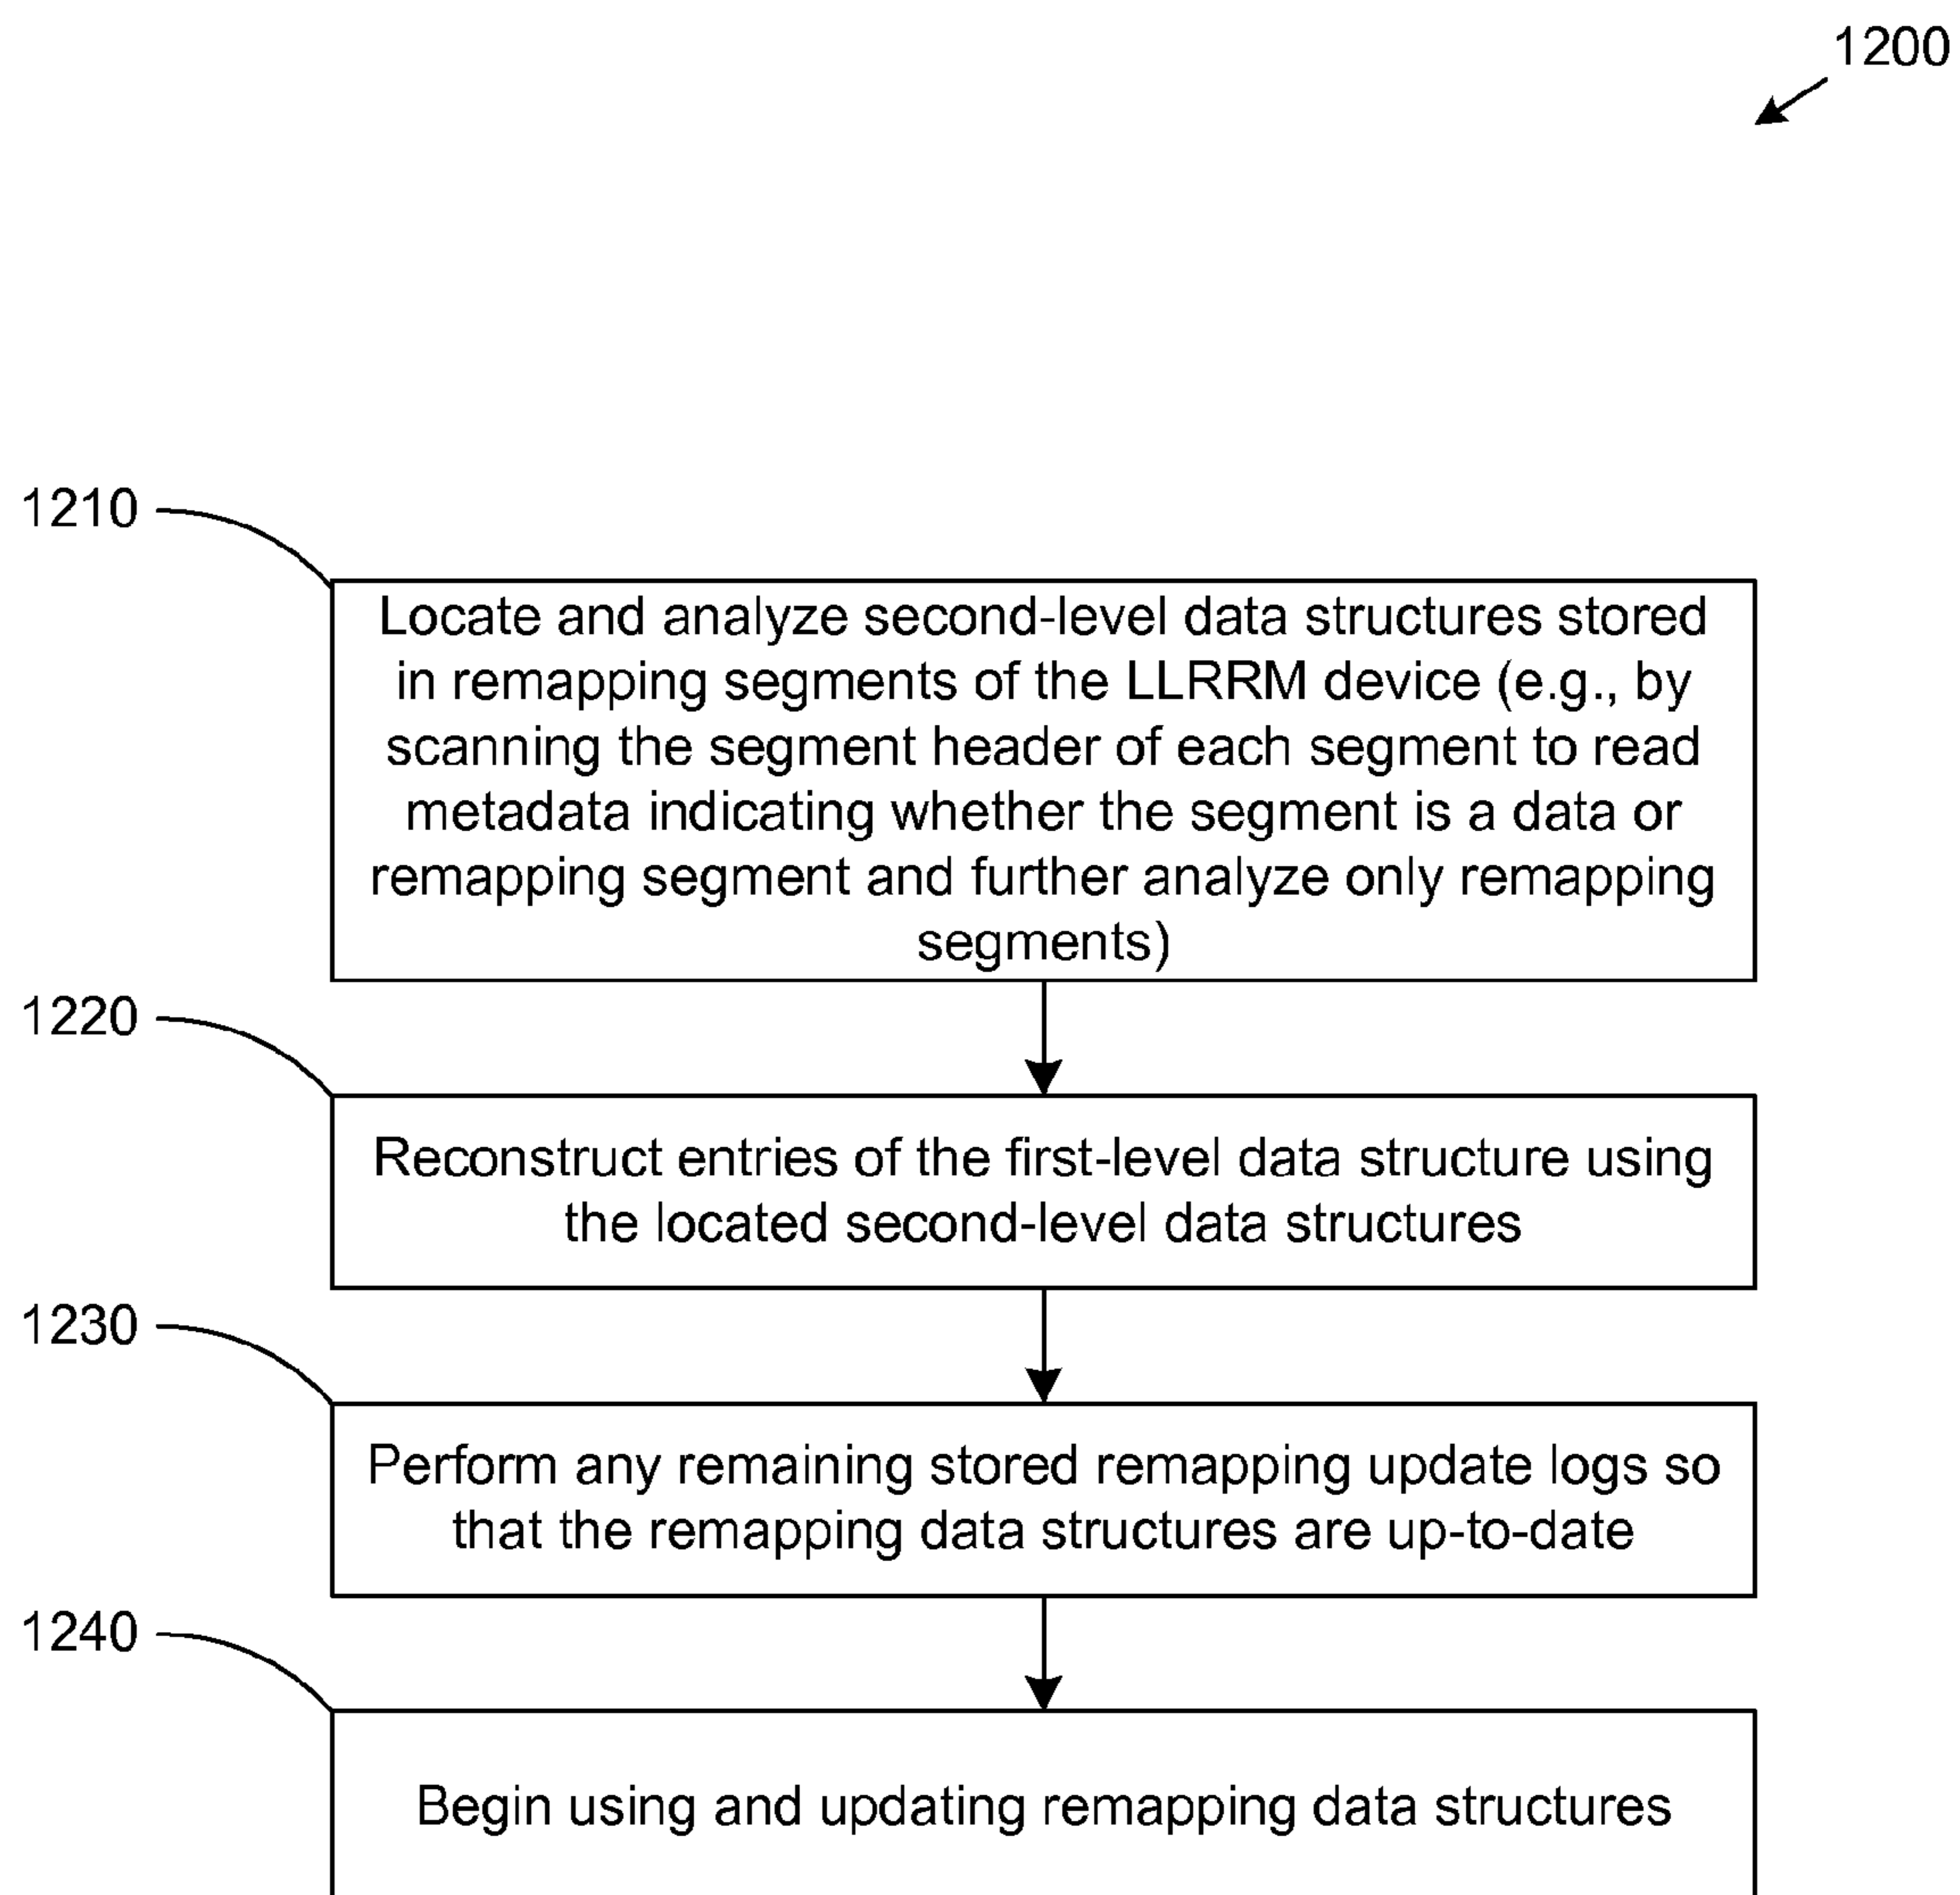 1200
1210
Locate and analyze second-level data structures stored
in remapping segments of the LLRRM device (e.g., by
scanning the segment header of each segment to read
metadata indicating whether the segment is a data or
remapping segment and further analyze only remapping
segments)
1220
Reconstruct entries of the first-level data structure using
the located second-level data structures
1230
Perform any remaining stored remapping update logs so
that the remapping data structures are up-to-date
1240
Begin using and updating remapping data structures